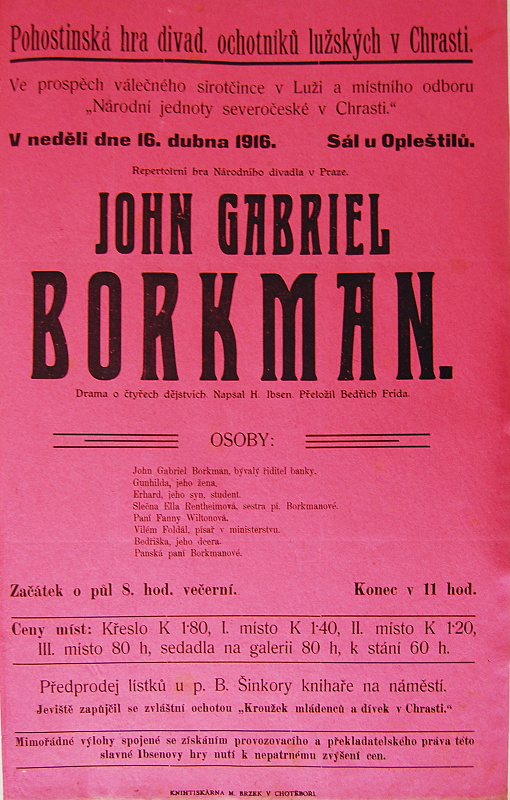 Pohostinská hra divad. ochotníků lužských v Chrasti.
Ve prospěch válečného sirotčince v Luži a místního odboru
„Národní jednoty severočeské v Chrasti.“
V neděli dne 16. dubna 1916. Sál u Opleštilů.
Repertoirní hra Národního divadla v Praze.
JOHN GABRIEL
BORKMAN.
Drama o čtyřech dějstvích. Napsal H. Ibsen. Přeložil Bedřich Frida.
OSOBY:
John Gabriel Borkman, bývalý řiditel banky.
Gunhilda, jeho žena.
Erhard, jeho syn, student.
Slečna Ella Rentheimová, sestra pí. Borkmanové.
Paní Fanny Wiltonová.
Vilém Foldál, písař v ministerstvu.
Bedřiška, jeho dcera.
Panská paní Borkmanové.
Začátek o půl 8. hod. večerní. Konec v 11 hod.
Ceny míst: Křeslo K 1·80, I. místo K 1·40, II. místo K 1·20,
III. místo 80 h, sedadla na galerii 80 h, k stání 60 h.
Předprodej lístků u p. B. Šinkory knihaře na náměstí.
Jeviště zapůjčil se zvláštní ochotou „Kroužek mládenců a dívek v Chrasti.“
Mimořádné výlohy spojené se získáním provozovacího a překladatelského práva této
slavné Ibsenovy hry nutí k nepatrnému zvýšení cen.
KNIHTISKÁRNA M. BRZEK V CHOTĚBOŘI.